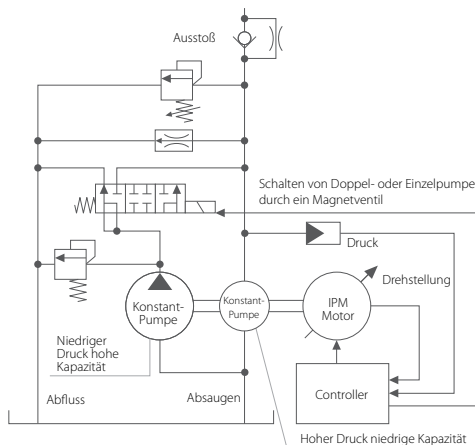 Ausstoß
Schalten von Doppel- oder Einzelpumpe
durch ein Magnetventil
Druck
Drehstellung
Konstant-
Pumpe
Konstant-
Pumpe
IPM
Motor
Niedriger
Druck hohe
Kapazität
Controller
Abfluss
Absaugen
Hoher Druck niedrige Kapazität